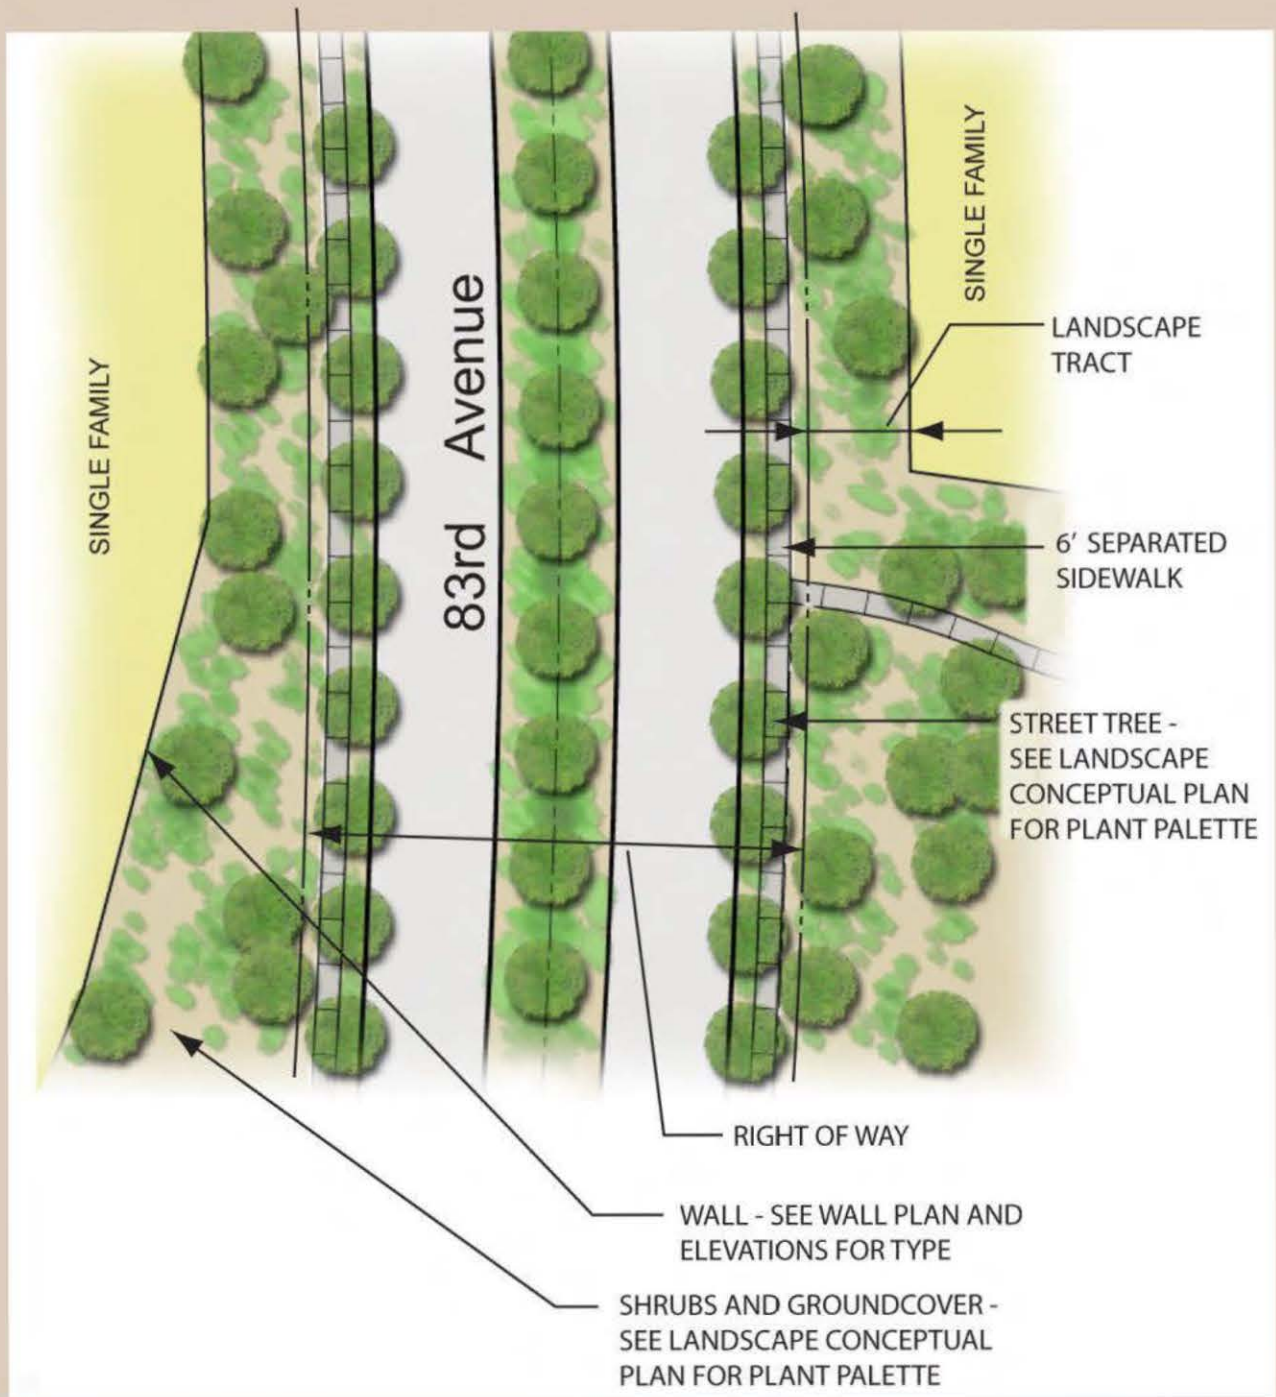 SINGLE FAMILY
83rd Avenue
SINGLE FAMILY
LANDSCAPE
TRACT
6' SEPARATED
SIDEWALK
STREET TREE -
SEE LANDSCAPE
CONCEPTUAL PLAN
FOR PLANT PALETTE
RIGHT OF WAY
WALL - SEE WALL PLAN AND
ELEVATIONS FOR TYPE
SHRUBS AND GROUNDCOVER -
SEE LANDSCAPE CONCEPTUAL
PLAN FOR PLANT PALETTE